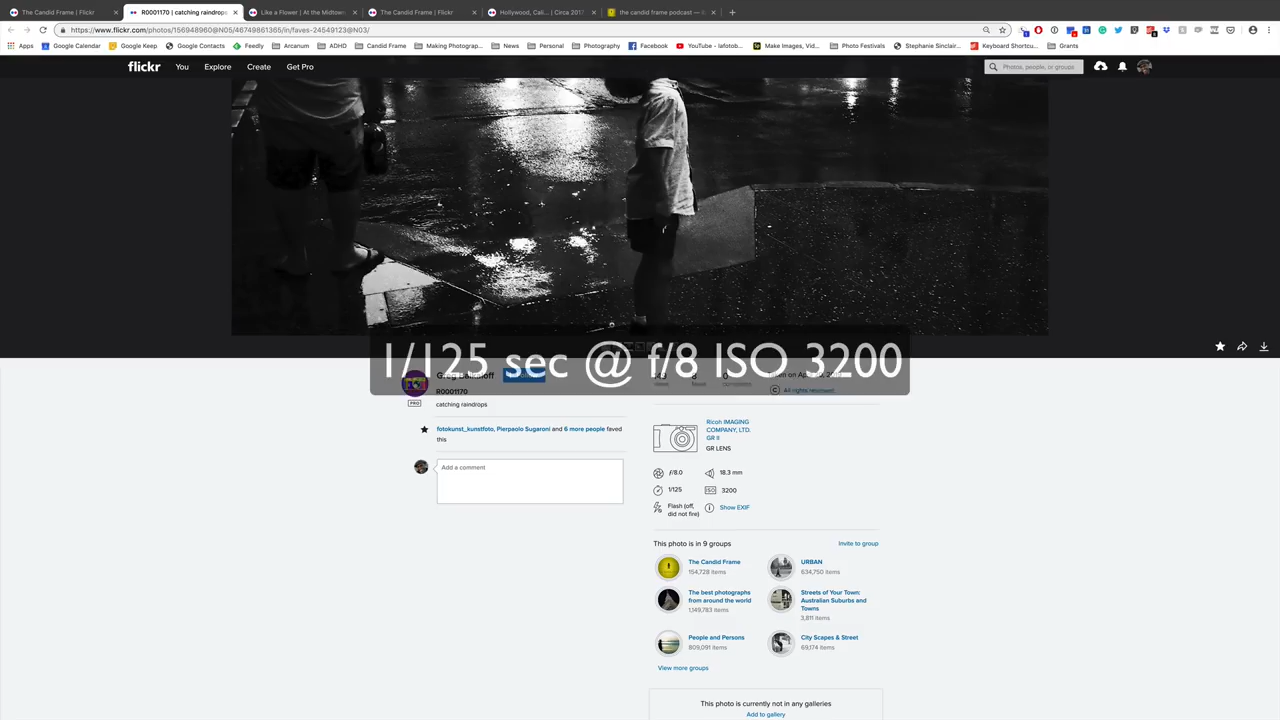 The Candid Frame | Flickr
R0001170 | catching raindrops
Like a Flower | At the Midtown
The Candid Frame | Flickr
Hollywood, Cali... | Circa 2017
the candid frame podcast — B
https://www.flickr.com/photos/156948960@N05/46749861365/in/faves-24549123@N03/
Apps
Google Calendar
Google Keep
Google Contacts
Feedly
Arcanum
ADHD
Candid Frame
Making Photograp...
News
Personal
Photography
Facebook
YouTube - lafotob...
Make Images, Vid...
Photo Festivals
Stephanie Sinclair...
Keyboard Shortcu...
Grants
flickr
You
Explore
Create
Get Pro
Photos, people, or groups
1/125 sec @ f/8 ISO 3200
R0001170
All rights reserved
PRO
catching raindrops
fotokunst_kunstfoto, Pierpaolo Sugaroni and 6 more people faved
this
Add a comment
Ricoh IMAGING
COMPANY, LTD.
GR II
GR LENS
ƒ/8.0
18.3 mm
1/125
ISO
3200
Flash (off,
did not fire)
Show EXIF
This photo is in 9 groups
Invite to group
The Candid Frame
154,728 items
URBAN
634,750 items
The best photographs
from around the world
1,149,783 items
Streets of Your Town:
Australian Suburbs and
Towns
3,811 items
People and Persons
809,091 items
City Scapes & Street
69,174 items
View more groups
This photo is currently not in any galleries
Add to gallery